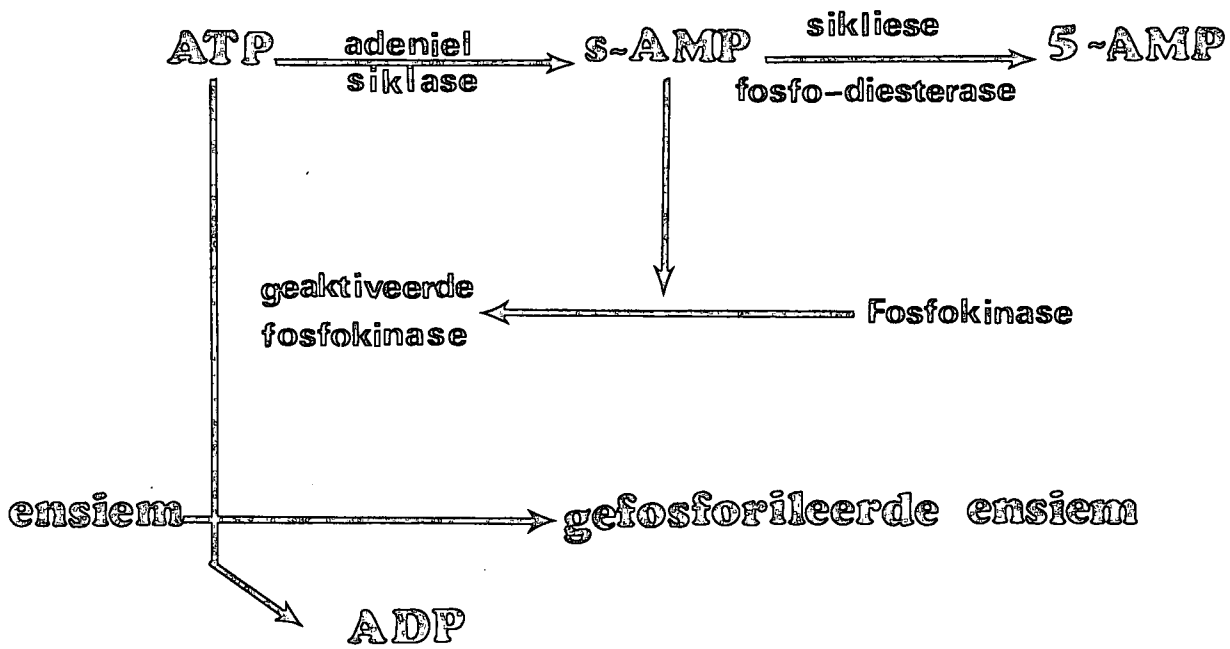 ATP adeniel siklase s~AMP sikliese fosfo-diesterase 5~AMP
geaktiveerde
fosfokinase
Fosfokinase
ensiem gefosforileerde ensiem
ADP